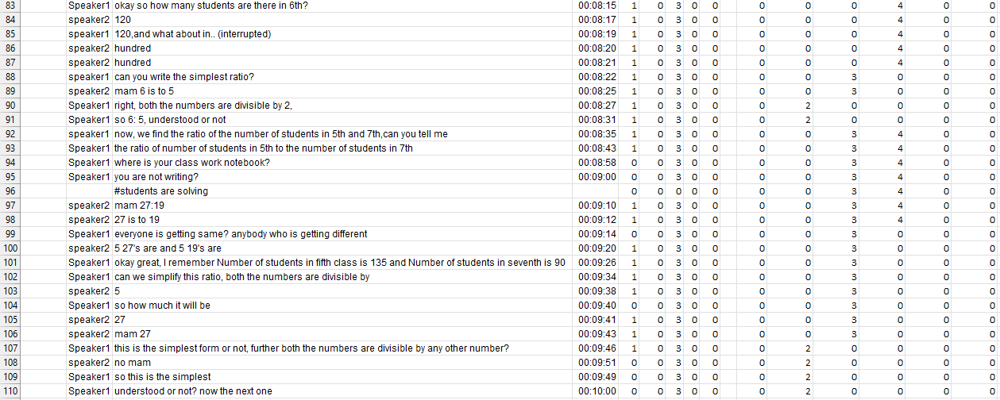 83 Speaker1 okay so how many students are there in 6th? 00:08:15 1 0 3 0 0 0 0 0 4 0 0
84 speaker2 120 00:08:17 1 0 3 0 0 0 0 0 4 0 0
85 speaker1 120,and what about in.. (interrupted) 00:08:19 1 0 3 0 0 0 0 0 4 0 0
86 speaker2 hundred 00:08:20 1 0 3 0 0 0 0 0 4 0 0
87 speaker2 hundred 00:08:21 1 0 3 0 0 0 0 0 4 0 0
88 speaker1 can you write the simplest ratio? 00:08:22 1 0 3 0 0 0 0 3 0 0 0
89 speaker2 mam 6 is to 5 00:08:25 1 0 3 0 0 0 0 3 0 0 0
90 Speaker1 right, both the numbers are divisible by 2, 00:08:27 1 0 3 0 0 0 2 0 0 0 0
91 Speaker1 so 6: 5, understood or not 00:08:31 1 0 3 0 0 0 2 0 0 0 0
92 speaker1 now, we find the ratio of the number of students in 5th and 7th,can you tell me 00:08:35 1 0 3 0 0 0 0 3 4 0 0
93 Speaker1 the ratio of number of students in 5th to the number of students in 7th 00:08:43 1 0 3 0 0 0 0 3 4 0 0
94 Speaker1 where is your class work notebook? 00:08:58 0 0 3 0 0 0 0 3 4 0 0
95 Speaker1 you are not writing? 00:09:00 0 0 3 0 0 0 0 3 4 0 0
96 #students are solving 0 0 0 0 0 0 0 3 4 0 0
97 speaker2 mam 27:19 00:09:10 1 0 3 0 0 0 0 3 4 0 0
98 speaker2 27 is to 19 00:09:12 1 0 3 0 0 0 0 3 4 0 0
99 Speaker1 everyone is getting same? anybody who is getting different 00:09:14 0 0 3 0 0 0 0 3 0 0 0
100 speaker2 5 27's are and 5 19's are 00:09:20 1 0 3 0 0 0 0 3 0 0 0
101 Speaker1 okay great, I remember Number of students in fifth class is 135 and Number of students in seventh is 90 00:09:26 1 0 3 0 0 0 0 3 0 0 0
102 Speaker1 can we simplify this ratio, both the numbers are divisible by 00:09:34 1 0 3 0 0 0 0 3 0 0 0
103 speaker2 5 00:09:38 1 0 3 0 0 0 0 3 0 0 0
104 Speaker1 so how much it will be 00:09:40 0 0 3 0 0 0 0 3 0 0 0
105 speaker2 27 00:09:41 1 0 3 0 0 0 0 3 0 0 0
106 speaker2 mam 27 00:09:43 1 0 3 0 0 0 0 3 0 0 0
107 Speaker1 this is the simplest form or not, further both the numbers are divisible by any other number? 00:09:46 1 0 3 0 0 0 2 0 0 0 0
108 speaker2 no mam 00:09:51 0 0 3 0 0 0 2 0 0 0 0
109 Speaker1 so this is the simplest 00:09:49 0 0 3 0 0 0 2 0 0 0 0
110 Speaker1 understood or not? now the next one 00:10:00 0 0 3 0 0 0 2 0 0 0 0